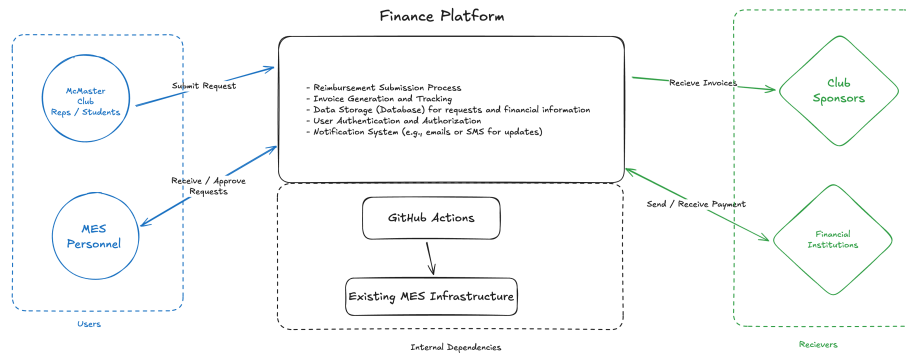 Finance Platform
McMaster
Club
Reps / Students
Submit Request
- Reimbursement Submission Process
- Invoice Generation and Tracking
- Data Storage (Database) for requests and financial information
- User Authentication and Authorization
- Notification System (e.g., emails or SMS for updates)
Recieve Invoices
Club
Sponsors
Receive / Approve
Requests
MES
Personnel
Send / Receive Payment
Financial
Institutions
GitHub Actions
Existing MES Infrastructure
Users
Internal Dependencies
Recievers